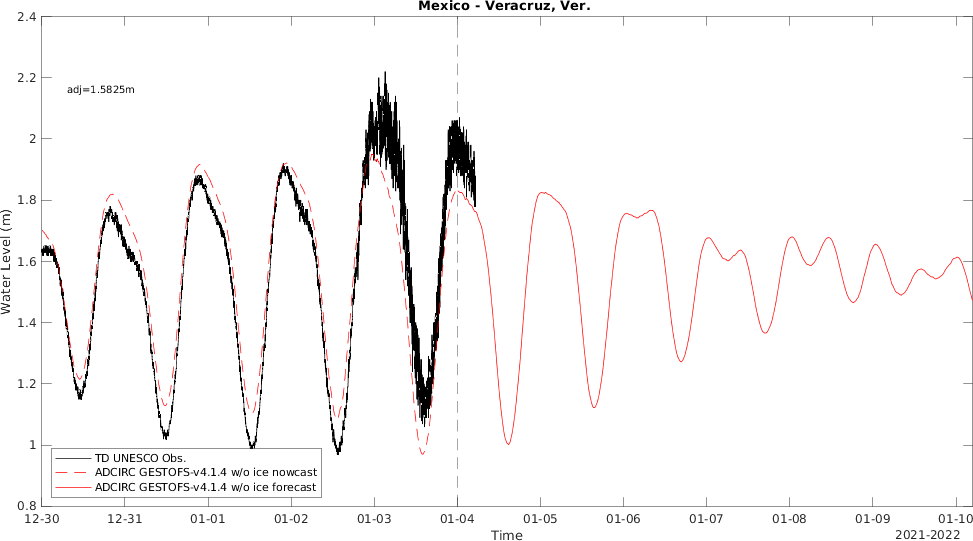 Mexico - Veracruz, Ver.
2.4
2.2
2
1.8
1.6
1.4
1.2
1
0.8
Water Level (m)
adj=1.5825m
TD UNESCO Obs.
ADCIRC GESTOFS-v4.1.4 w/o ice nowcast
ADCIRC GESTOFS-v4.1.4 w/o ice forecast
12-30 12-31 01-01 01-02 01-03 01-04 01-05 01-06 01-07 01-08 01-09 01-10
Time
2021-2022